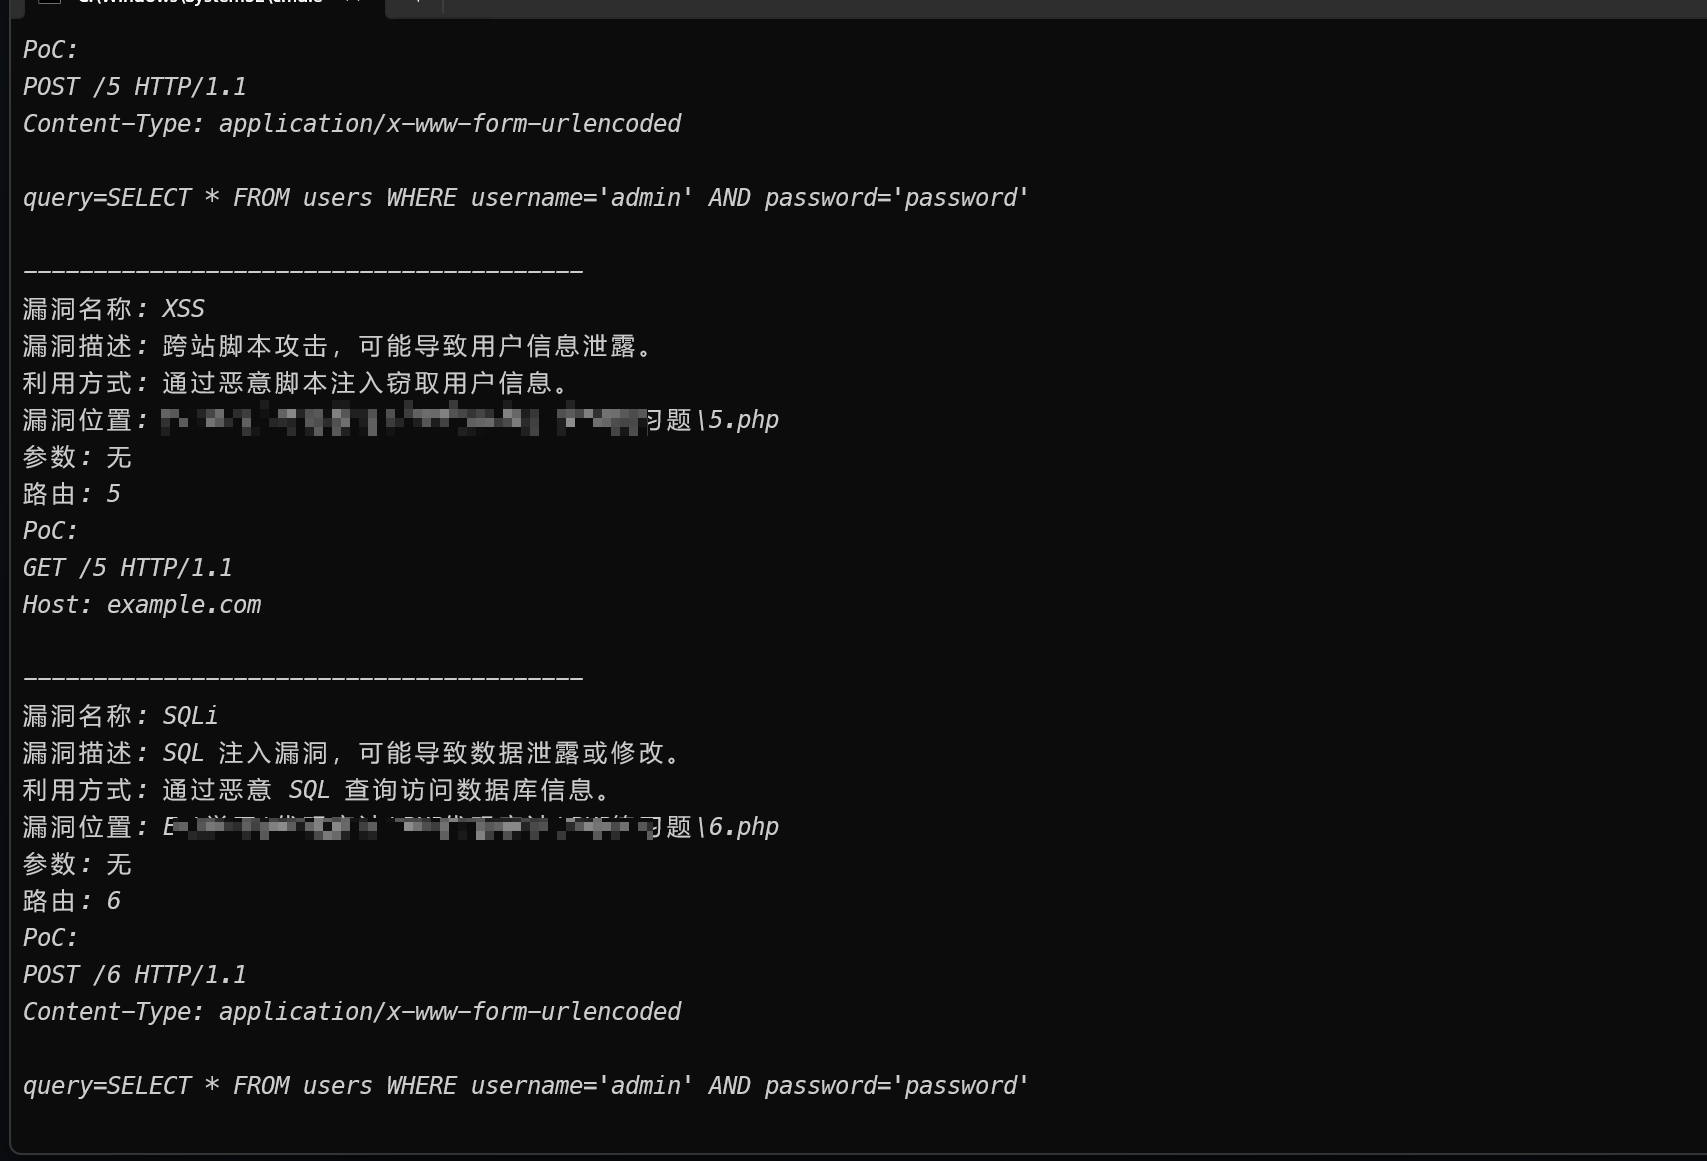 PoC:
POST /5 HTTP/1.1
Content-Type: application/x-www-form-urlencoded
query=SELECT * FROM users WHERE username='admin' AND password='password'
----------------------------------------
漏洞名称: XSS
漏洞描述: 跨站脚本攻击, 可能导致用户信息泄露。
利用方式: 通过恶意脚本注入窃取用户信息。
漏洞位置: 习题\5.php
参数: 无
路由: 5
PoC:
GET /5 HTTP/1.1
Host: example.com
----------------------------------------
漏洞名称: SQLi
漏洞描述: SQL 注入漏洞, 可能导致数据泄露或修改。
利用方式: 通过恶意 SQL 查询访问数据库信息。
漏洞位置: 习题\6.php
参数: 无
路由: 6
PoC:
POST /6 HTTP/1.1
Content-Type: application/x-www-form-urlencoded
query=SELECT * FROM users WHERE username='admin' AND password='password'